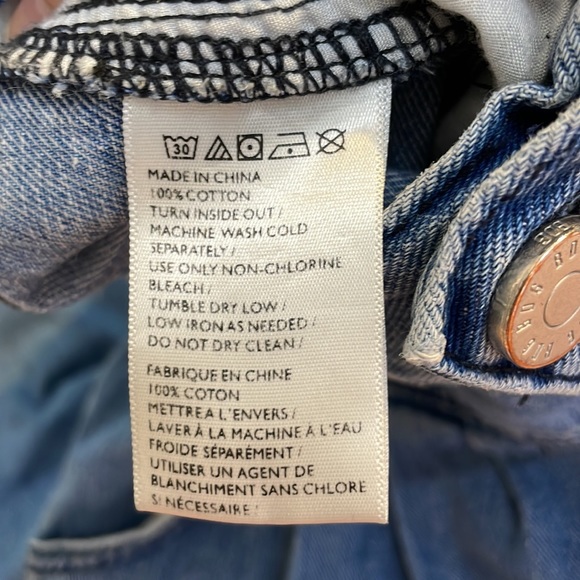 30
MADE IN CHINA
100% COTTON
TURN INSIDE OUT /
MACHINE WASH COLD
SEPARATELY /
USE ONLY NON-CHLORINE
BLEACH /
TUMBLE DRY LOW /
LOW IRON AS NEEDED /
DO NOT DRY CLEAN /
FABRIQUE EN CHINE
100% COTON
METTRE A L'ENVERS /
LAVER À LA MACHINE À L'EAU
FROIDE SÉPARÉMENT /
UTILISER UN AGENT DE
BLANCHIMENT SANS CHLORE
SI NÉCESSAIRE /